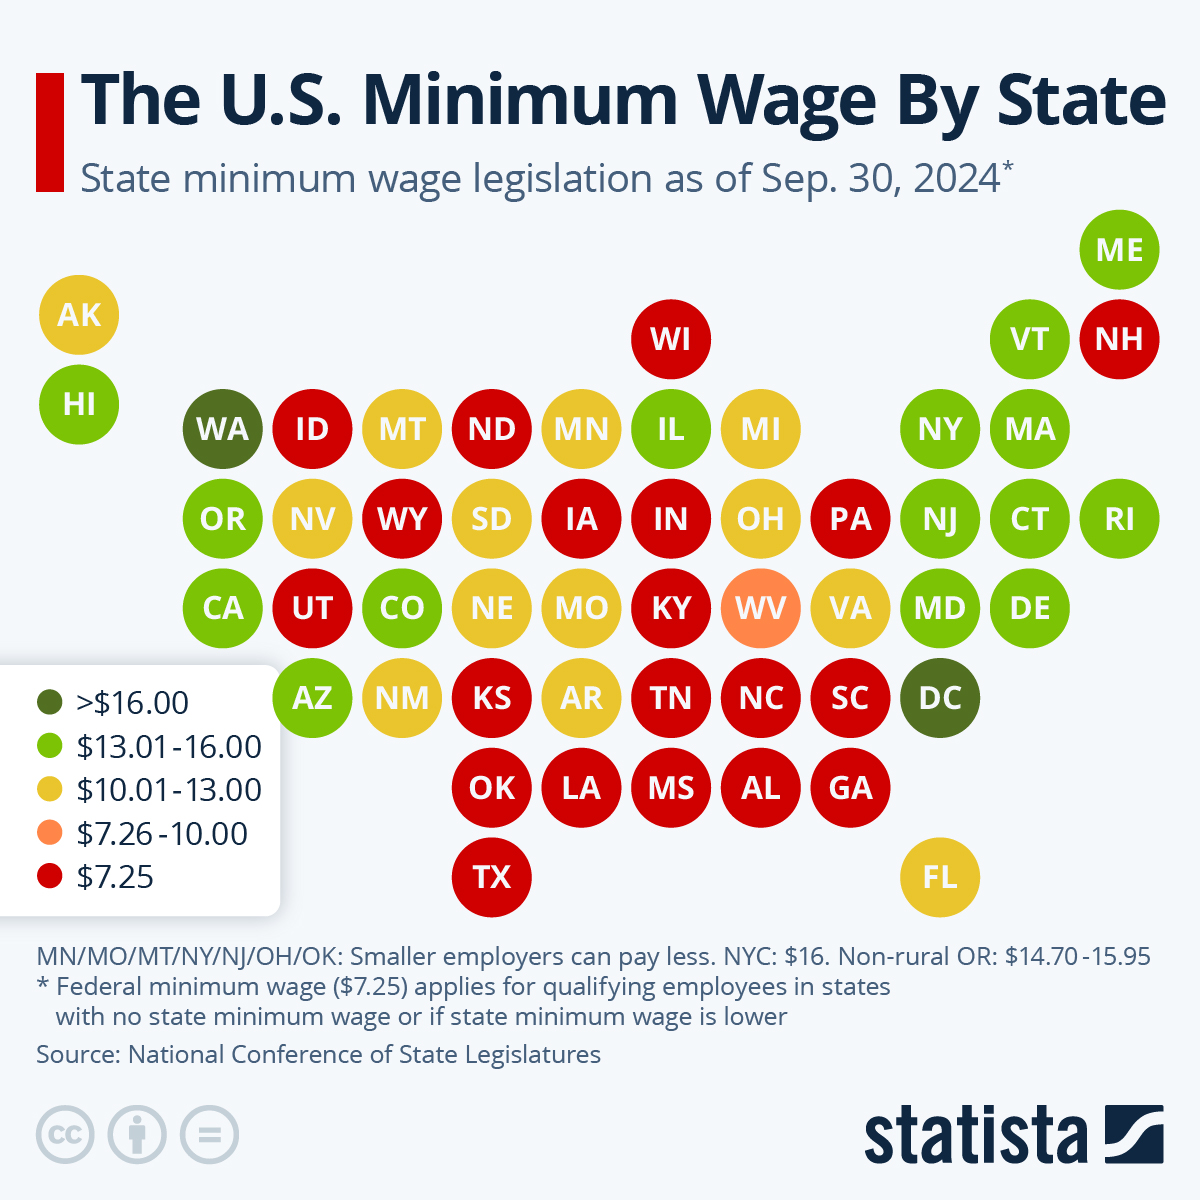 The U.S. Minimum Wage By State
State minimum wage legislation as of Sep. 30, 2024*
ME
AK
WI
VT
NH
HI
WA
ID
MT
ND
MN
IL
MI
NY
MA
OR
NV
WY
SD
IA
IN
OH
PA
NJ
CT
RI
CA
UT
CO
NE
MO
KY
WV
VA
MD
DE
AZ
NM
KS
AR
TN
NC
SC
DC
OK
LA
MS
AL
GA
TX
FL
>$16.00
$13.01-16.00
$10.01-13.00
$7.26-10.00
$7.25
MN/MO/MT/NY/NJ/OH/OK: Smaller employers can pay less. NYC: $16. Non-rural OR: $14.70-15.95
* Federal minimum wage ($7.25) applies for qualifying employees in states
with no state minimum wage or if state minimum wage is lower
Source: National Conference of State Legislatures
cc
statista